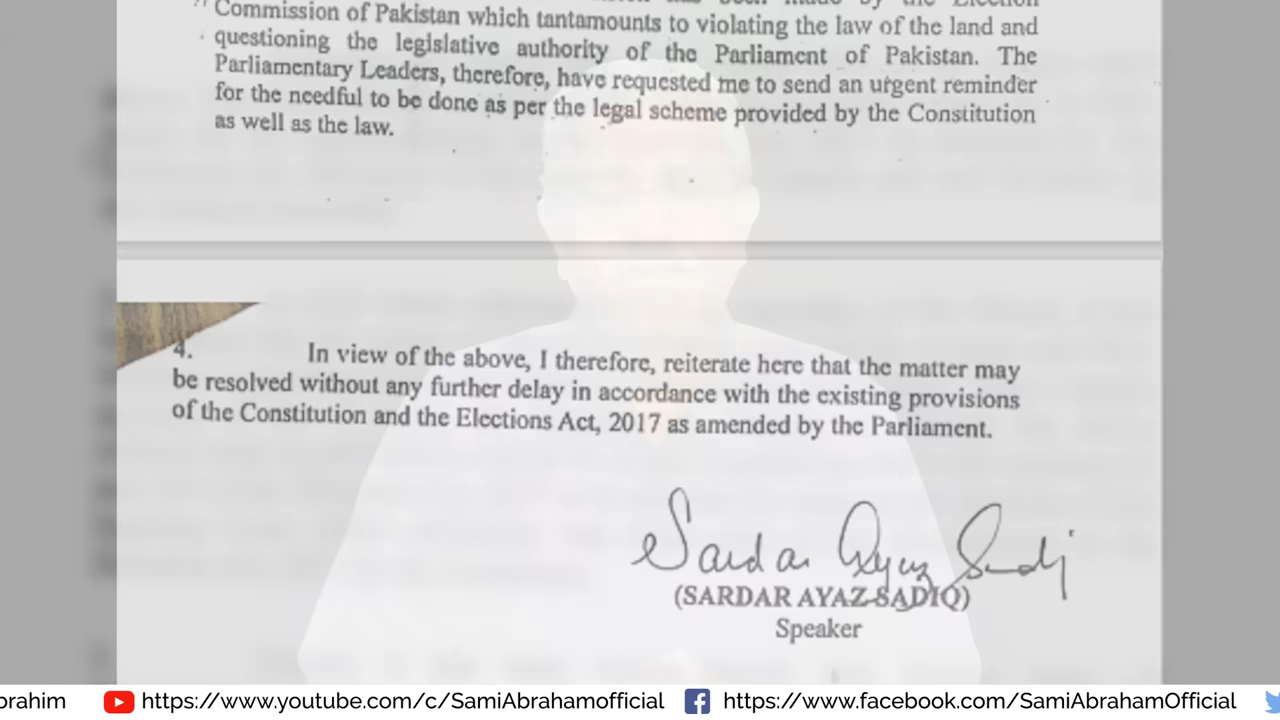 Commission of Pakistan which tantamounts to violating the law of the land and
questioning the legislative authority of the Parliament of Pakistan. The
Parliamentary Leaders, therefore, have requested me to send an urgent reminder
for the needful to be done as per the legal scheme provided by the Constitution
as well as the law.
4. In view of the above, I therefore, reiterate here that the matter may
be resolved without any further delay in accordance with the existing provisions
of the Constitution and the Elections Act, 2017 as amended by the Parliament.
Sardar Ayaz Sadiq
(SARDAR AYAZ SADIQ)
Speaker
brahim https://www.youtube.com/c/SamiAbrahamofficial https://www.facebook.com/SamiAbrahamOfficial